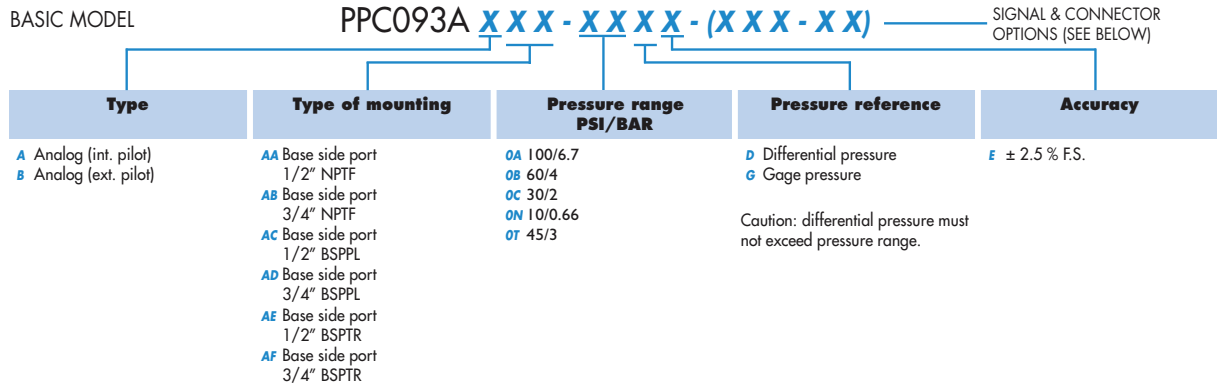 BASIC MODEL
PPC093A X X X - X X X X - (X X X - X X)
SIGNAL & CONNECTOR
OPTIONS (SEE BELOW)
Type
A Analog (int. pilot)
B Analog (ext. pilot)
Type of mounting
AA Base side port
1/2" NPTF
AB Base side port
3/4" NPTF
AC Base side port
1/2" BSPPL
AD Base side port
3/4" BSPPL
AE Base side port
1/2" BSPTR
AF Base side port
3/4" BSPTR
Pressure range
PSI/BAR
0A 100/6.7
0B 60/4
0C 30/2
0N 10/0.66
0T 45/3
Pressure reference
D Differential pressure
G Gage pressure
Caution: differential pressure must
not exceed pressure range.
Accuracy
E ± 2.5 % F.S.